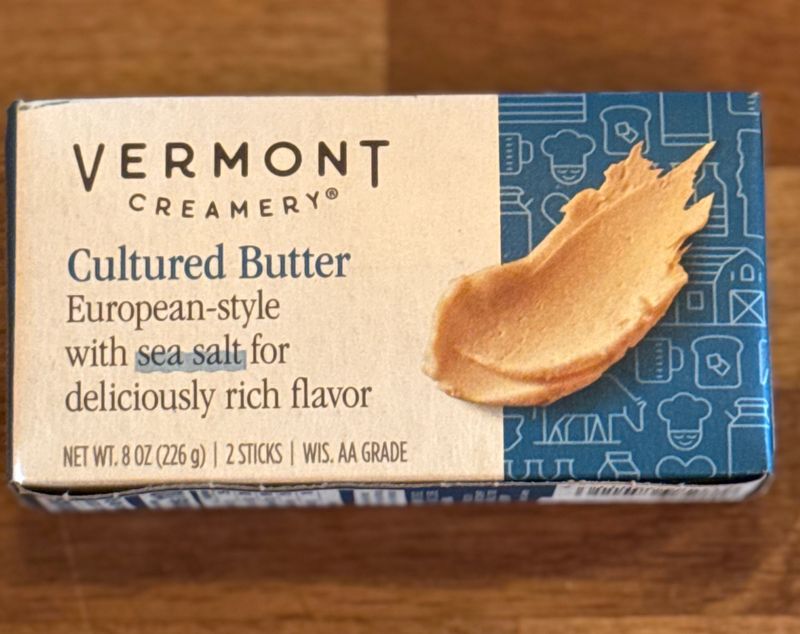 VERMONT
CREAMERY®
Cultured Butter
European-style
with sea salt for
deliciously rich flavor
NET WT. 8 OZ (226 g) | 2 STICKS | WIS. AA GRADE